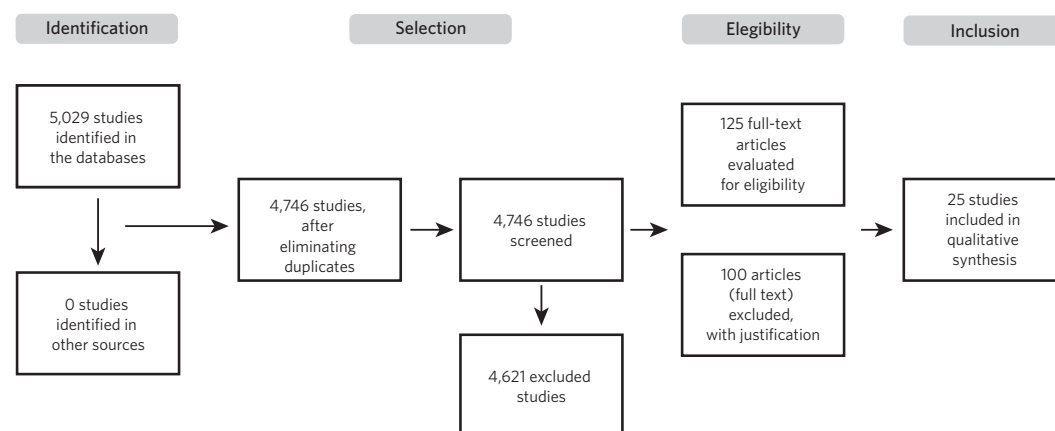 Identification
Selection
Elegibility
Inclusion
5,029 studies
identified in
the databases
0 studies
identified in
other sources
4,746 studies,
after
eliminating
duplicates
4,746 studies
screened
4,621 excluded
studies
125 full-text
articles
evaluated
for eligibility
100 articles
(full text)
excluded,
with justification
25 studies
included in
qualitative
synthesis